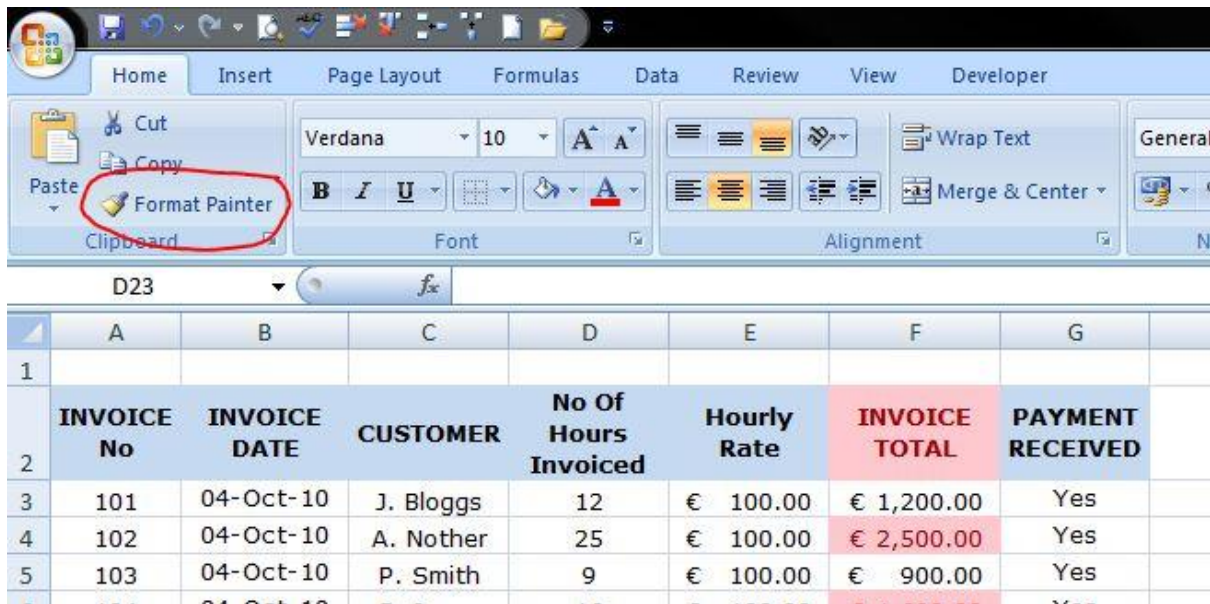 Home Insert Page Layout Formulas Data Review View Developer
Cut
Copy
Paste
Format Painter
Clipboard
Verdana 10 A A
B I U A
Font
Wrap Text
Merge & Center
Alignment
General
D23 fx
A B C D E F G
1
2 INVOICE No INVOICE DATE CUSTOMER No Of Hours Invoiced Hourly Rate INVOICE TOTAL PAYMENT RECEIVED
3 101 04-Oct-10 J. Bloggs 12 € 100.00 € 1,200.00 Yes
4 102 04-Oct-10 A. Nother 25 € 100.00 € 2,500.00 Yes
5 103 04-Oct-10 P. Smith 9 € 100.00 € 900.00 Yes